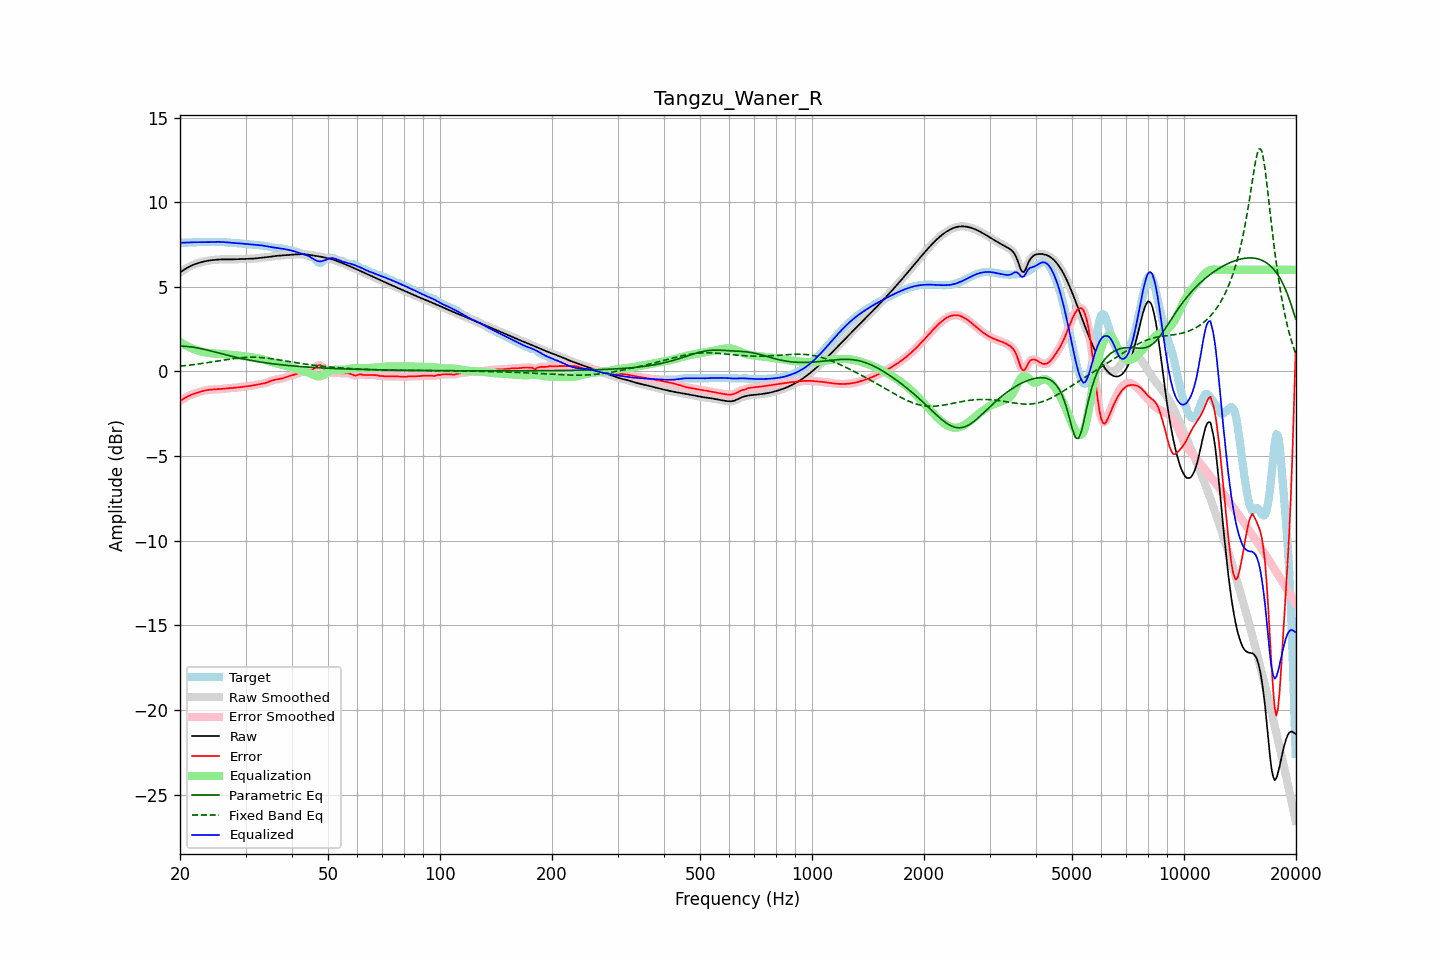 Tangzu_Waner_R
15
10
5
0
−5
−10
−15
−20
−25
Amplitude (dBr)
Target
Raw Smoothed
Error Smoothed
Raw
Error
Equalization
Parametric Eq
Fixed Band Eq
Equalized
20 50 100 200 500 1000 2000 5000 10000 20000
Frequency (Hz)